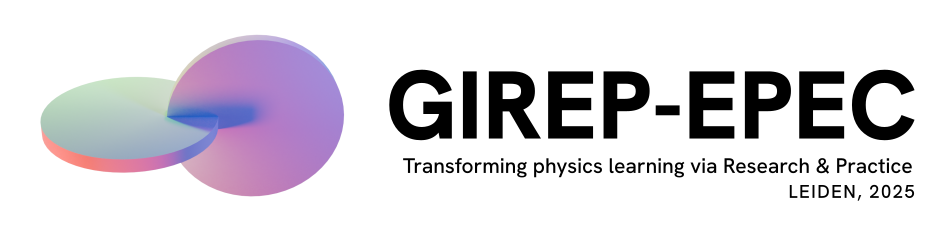 GIREP-EPEC
Transforming physics learning via Research & Practice
LEIDEN, 2025